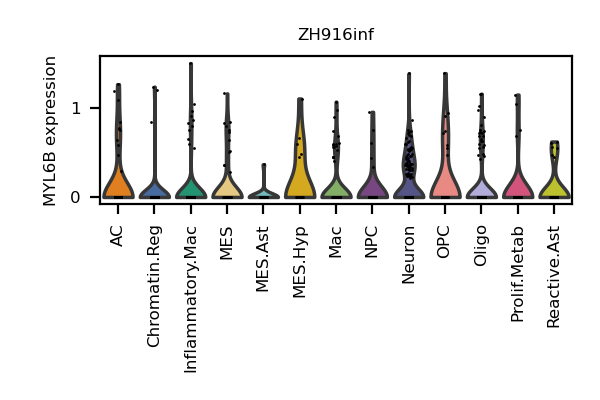 ZH916inf
MYL6B expression
1
0
AC
Chromatin.Reg
Inflammatory.Mac
MES
MES.Ast
MES.Hyp
Mac
NPC
Neuron
OPC
Oligo
Prolif.Metab
Reactive.Ast